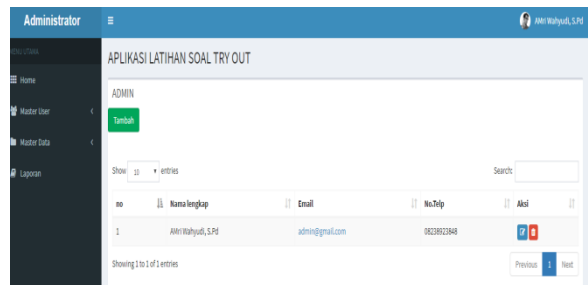 Administrator
AMri Wahyudi, S.Pd
MENU UTAMA
APLIKASI LATIHAN SOAL TRY OUT
Home
ADMIN
Master User
Tambah
Master Data
Laporan
Show 10 entries
Search:
no Nama lengkap Email No.Telp Aksi
1 AMri Wahyudi, S.Pd admin@gmail.com 08238923848
Showing 1 to 1 of 1 entries
Previous 1 Next